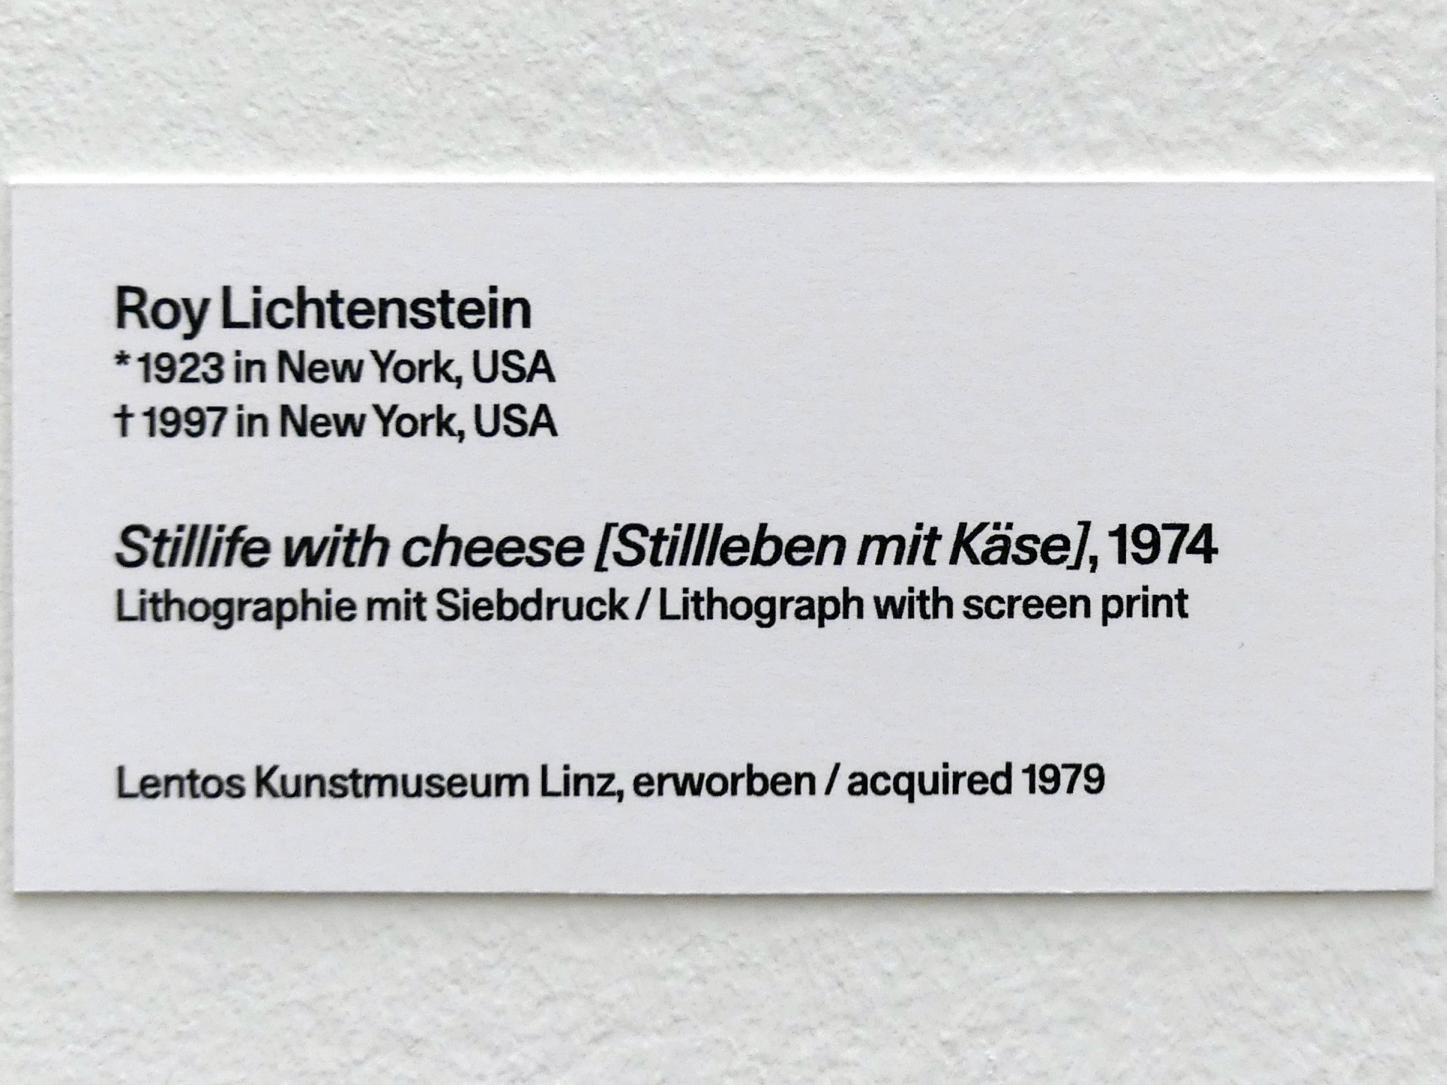 Roy Lichtenstein
* 1923 in New York, USA
† 1997 in New York, USA
Stillife with cheese [Stillleben mit Käse], 1974
Lithographie mit Siebdruck / Lithograph with screen print
Lentos Kunstmuseum Linz, erworben / acquired 1979